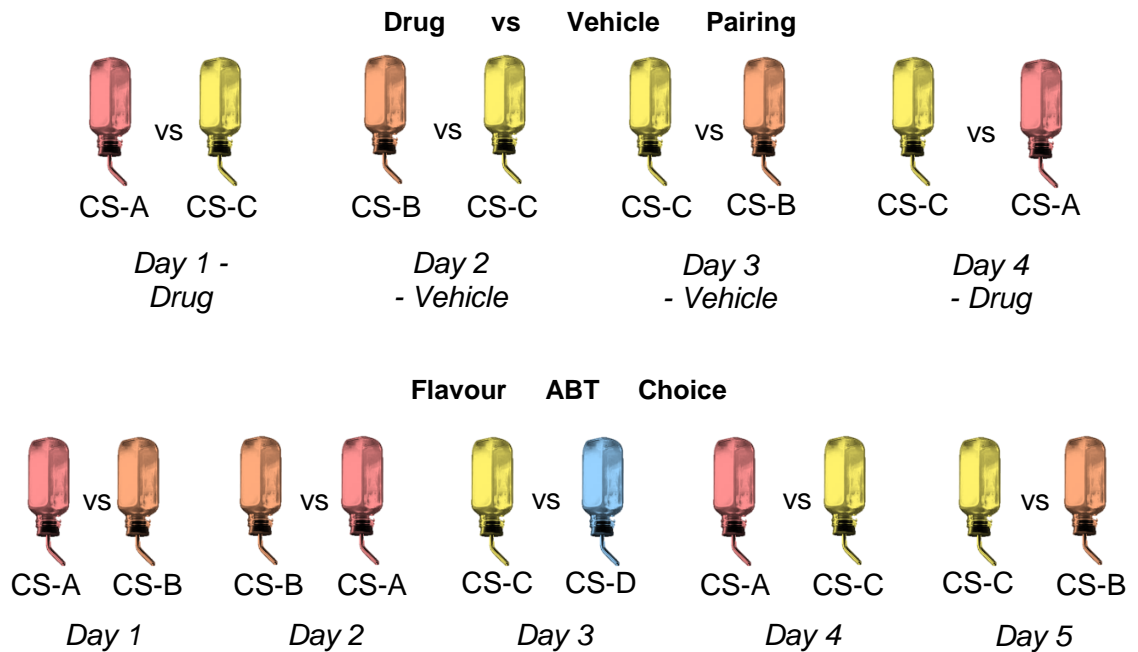 Drug vs Vehicle Pairing
vs vs vs vs
CS-A CS-C CS-B CS-C CS-C CS-B CS-C CS-A
Day 1 - Day 2 Day 3 Day 4
Drug - Vehicle - Vehicle - Drug
Flavour ABT Choice
vs vs vs vs vs
CS-A CS-B CS-B CS-A CS-C CS-D CS-A CS-C CS-C CS-B
Day 1 Day 2 Day 3 Day 4 Day 5